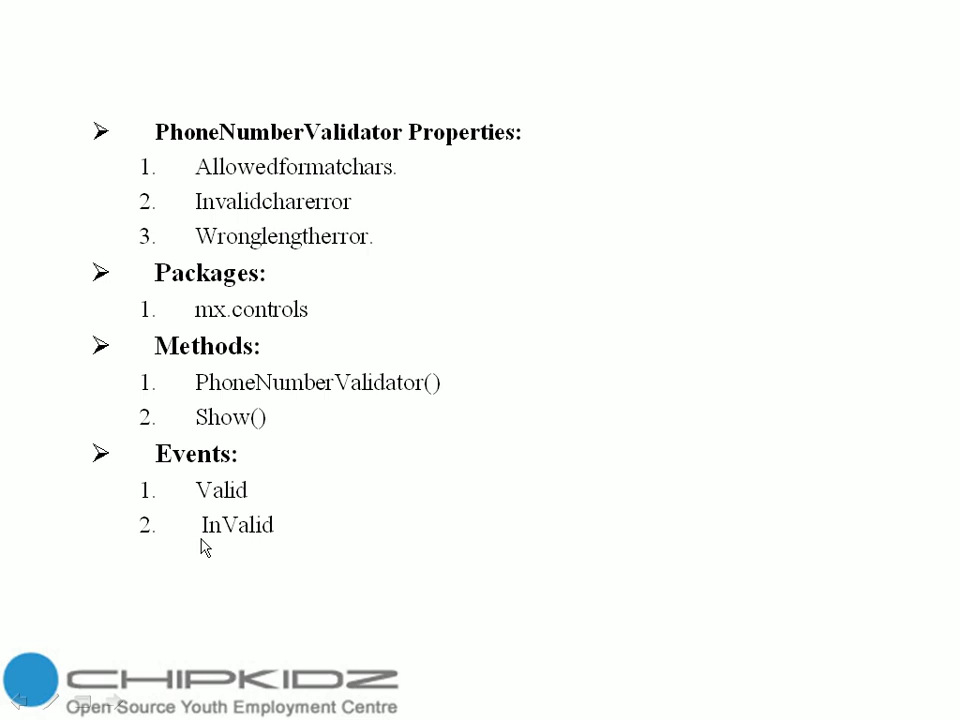 ➢ PhoneNumberValidator Properties:
1. Allowedformatchars.
2. Invalidcharerror
3. Wronglengtherror.
➢ Packages:
1. mx.controls
➢ Methods:
1. PhoneNumberValidator()
2. Show()
➢ Events:
1. Valid
2. InValid
CHIPKIDZ
Open Source Youth Employment Centre